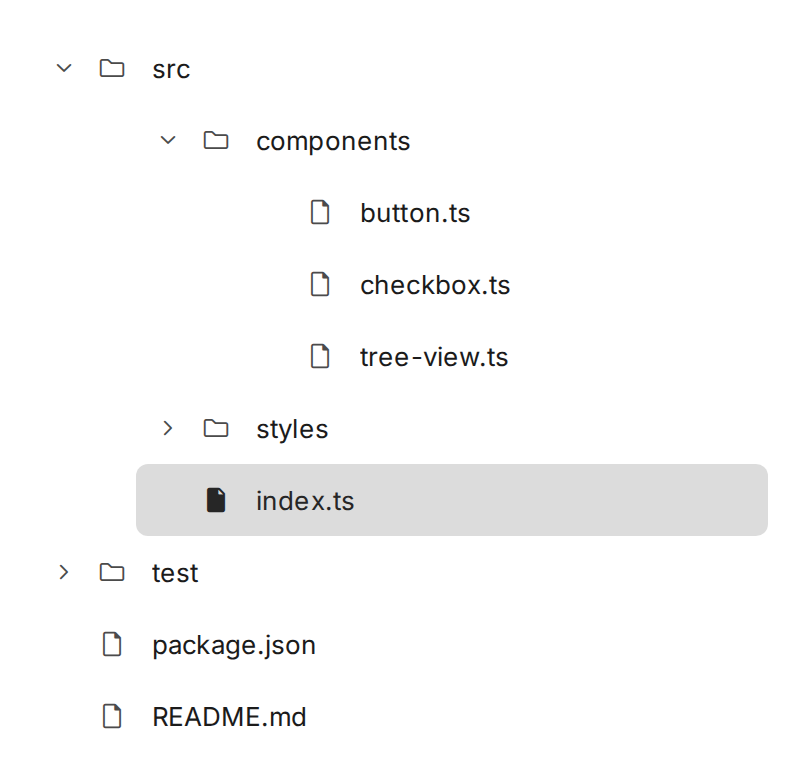 src
components
button.ts
checkbox.ts
tree-view.ts
styles
index.ts
test
package.json
README.md